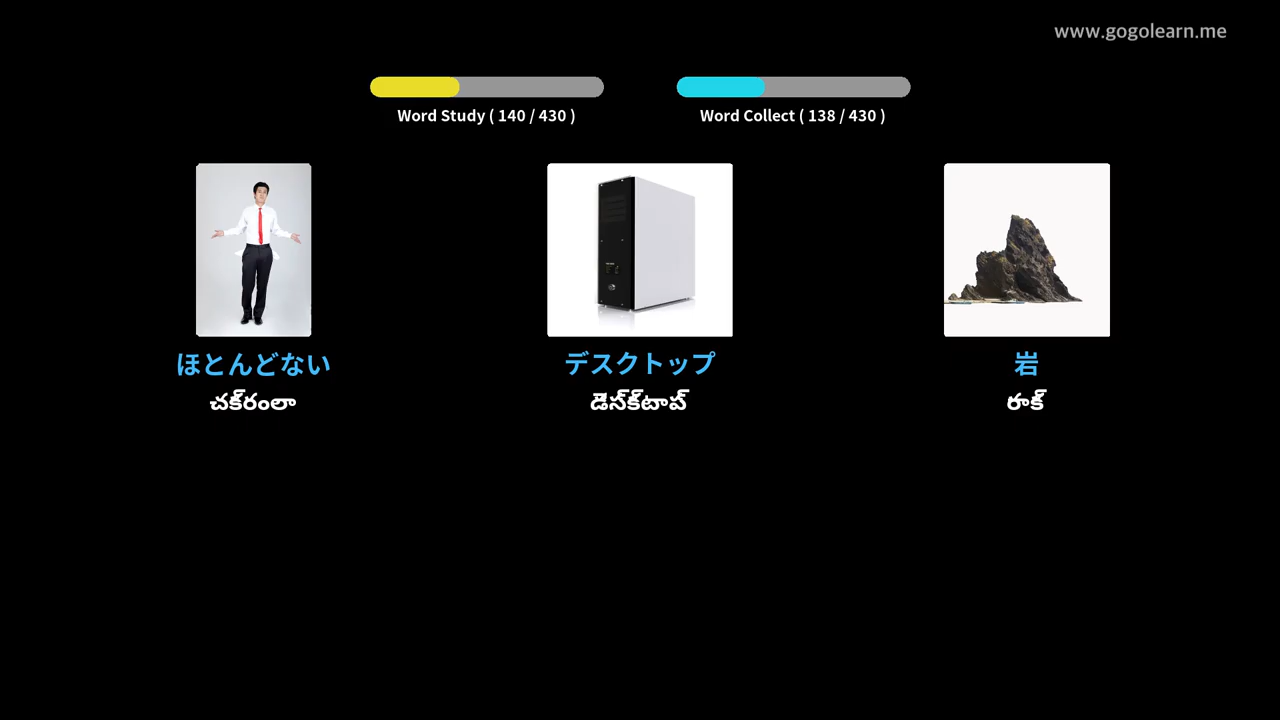 www.gogolearn.me
Word Study ( 140 / 430 )
Word Collect ( 138 / 430 )
ほとんどない
デスクトップ
岩
చక్‌రంలా
డెస్‌క్‌టాప్
రాక్